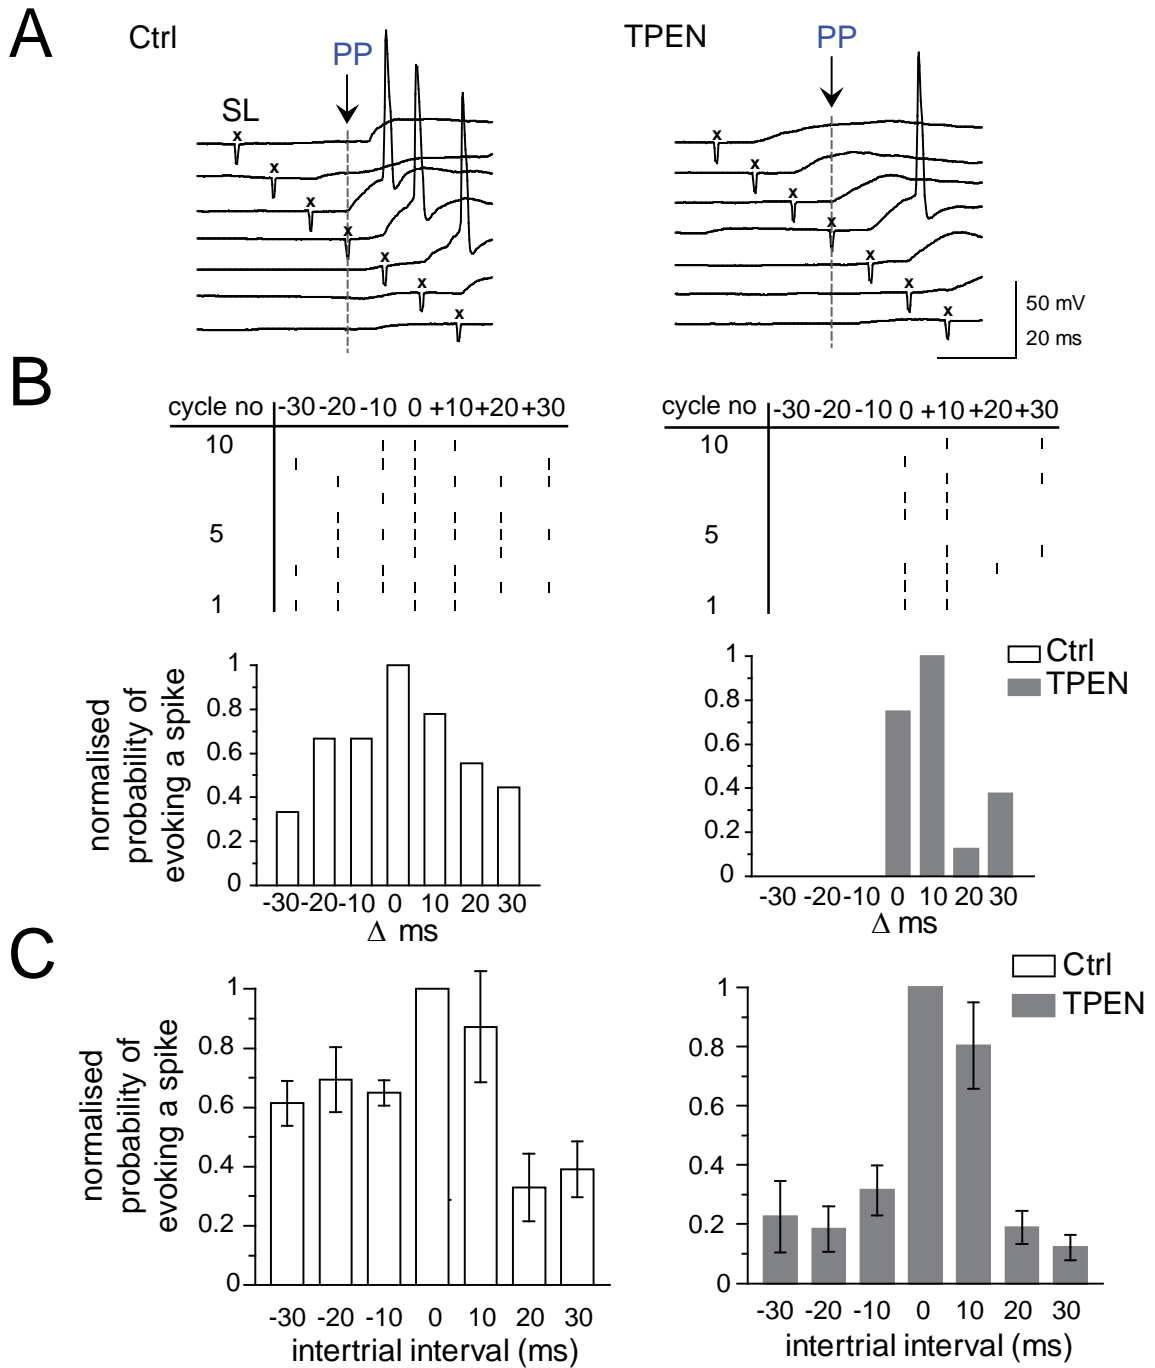 A
Ctrl
PP
SL
x
x
x
x
x
x
x
TPEN
PP
x
x
x
x
x
x
x
50 mV
20 ms
B
cycle no -30 -20 -10 0 +10 +20 +30
10
5
1
cycle no -30 -20 -10 0 +10 +20 +30
10
5
1
normalised
probability of
evoking a spike
1
0.8
0.6
0.4
0.2
0
-30 -20 -10 0 10 20 30
Δ ms
1
0.8
0.6
0.4
0.2
0
-30 -20 -10 0 10 20 30
Δ ms
Ctrl
TPEN
C
normalised
probability of
evoking a spike
1
0.8
0.6
0.4
0.2
0
-30 -20 -10 0 10 20 30
intertrial interval (ms)
1
0.8
0.6
0.4
0.2
0
-30 -20 -10 0 10 20 30
intertrial interval (ms)
Ctrl
TPEN